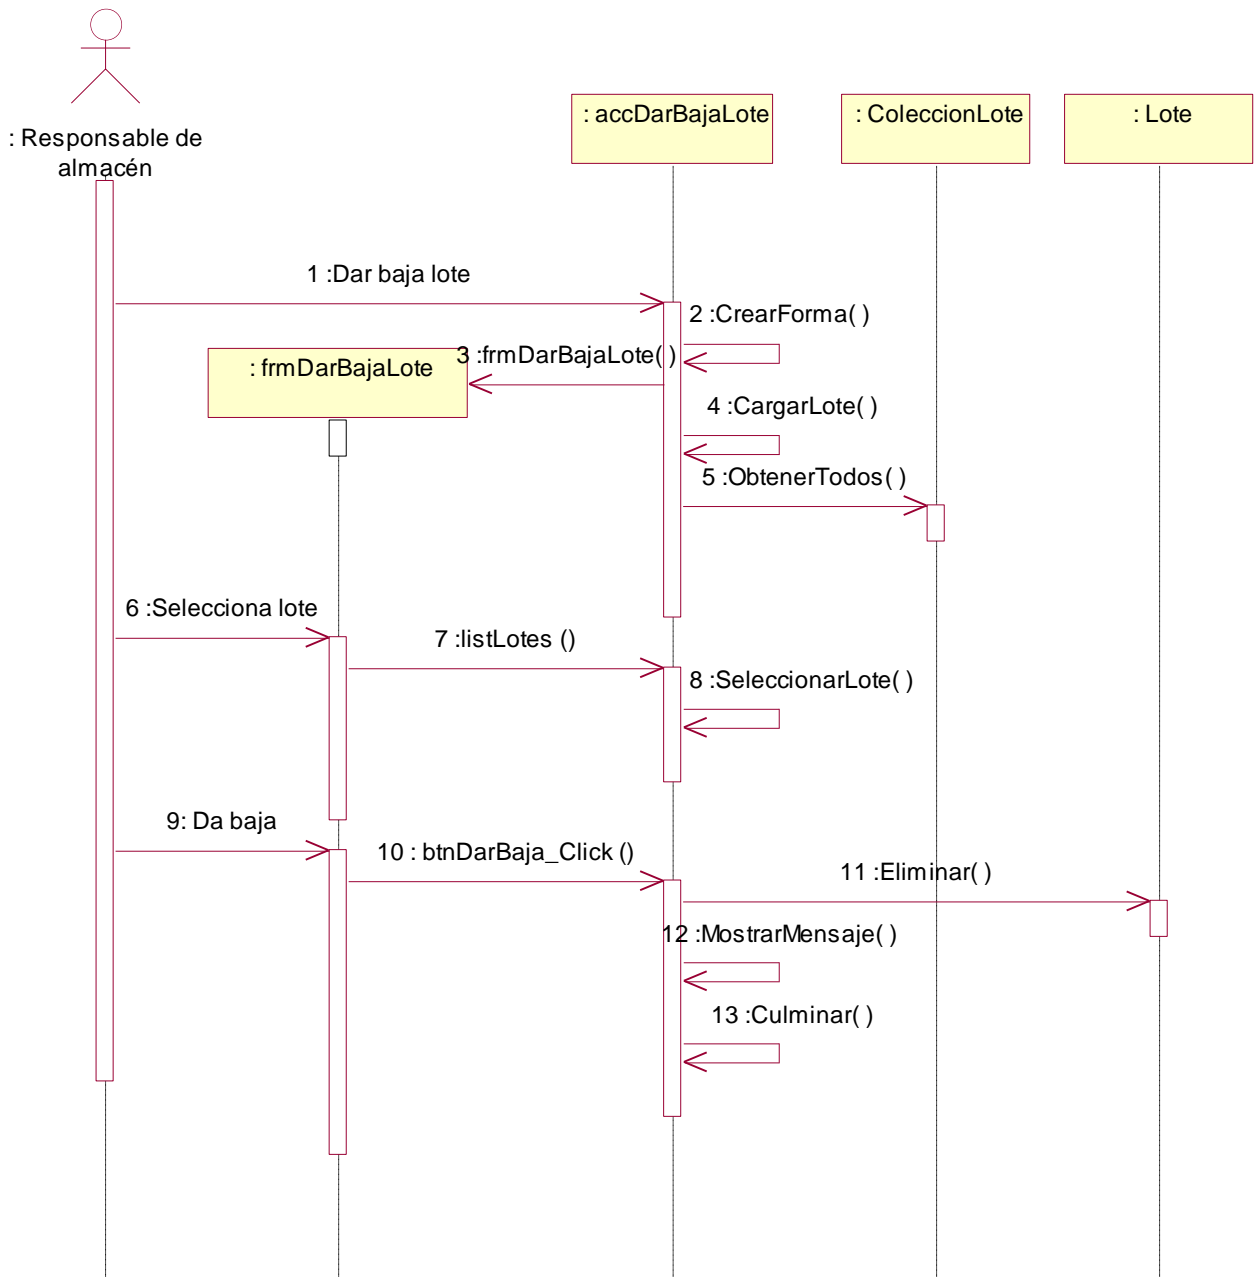 : Responsable de
almacén
: accDarBajaLote
: ColeccionLote
: Lote
1 :Dar baja lote
2 :CrearForma( )
3 :frmDarBajaLote( )
: frmDarBajaLote
4 :CargarLote( )
5 :ObtenerTodos( )
6 :Selecciona lote
7 :listLotes ()
8 :SeleccionarLote( )
9: Da baja
10 : btnDarBaja_Click ()
11 :Eliminar( )
12 :MostrarMensaje( )
13 :Culminar( )